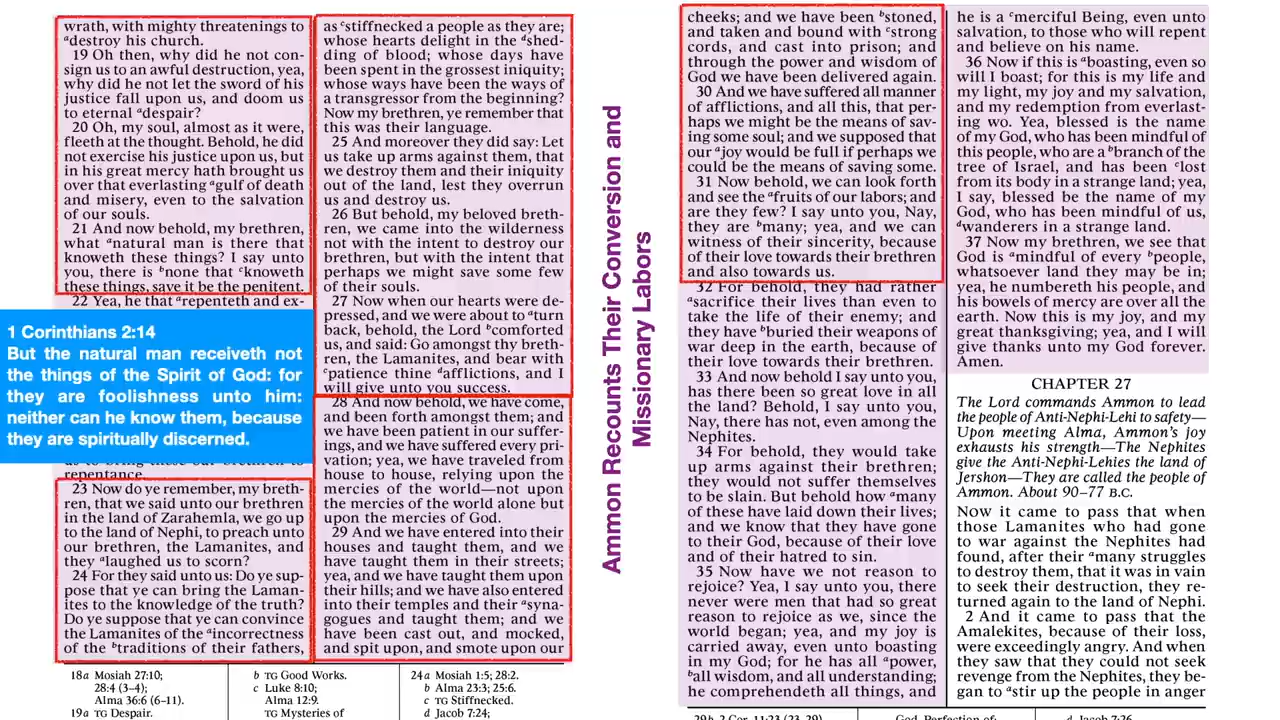 wrath, with mighty threatenings to
ᵃdestroy his church.
19 Oh then, why did he not con-
sign us to an awful destruction, yea,
why did he not let the sword of his
justice fall upon us, and doom us
to eternal ᵃdespair?
20 Oh, my soul, almost as it were,
fleeth at the thought. Behold, he did
not exercise his justice upon us, but
in his great mercy hath brought us
over that everlasting ᵃgulf of death
and misery, even to the salvation
of our souls.
21 And now behold, my brethren,
what ᵃnatural man is there that
knoweth these things? I say unto
you, there is ᵇnone that ᶜknoweth
these things, save it be the penitent.
22 Yea, he that ᵃrepenteth and ex-
1 Corinthians 2:14
But the natural man receiveth not
the things of the Spirit of God: for
they are foolishness unto him:
neither can he know them, because
they are spiritually discerned.
repentance.
23 Now do ye remember, my breth-
ren, that we said unto our brethren
in the land of Zarahemla, we go up
to the land of Nephi, to preach unto
our brethren, the Lamanites, and
they ᵃlaughed us to scorn?
24 For they said unto us: Do ye sup-
pose that ye can bring the Laman-
ites to the knowledge of the truth?
Do ye suppose that ye can convince
the Lamanites of the ᵃincorrectness
of the ᵇtraditions of their fathers,
as ᶜstiffnecked a people as they are;
whose hearts delight in the ᵈshed-
ding of blood; whose days have
been spent in the grossest iniquity;
whose ways have been the ways of
a transgressor from the beginning?
Now my brethren, ye remember that
this was their language.
25 And moreover they did say: Let
us take up arms against them, that
we destroy them and their iniquity
out of the land, lest they overrun
us and destroy us.
26 But behold, my beloved breth-
ren, we came into the wilderness
not with the intent to destroy our
brethren, but with the intent that
perhaps we might save some few
of their souls.
27 Now when our hearts were de-
pressed, and we were about to ᵃturn
back, behold, the Lord ᵇcomforted
us, and said: Go amongst thy breth-
ren, the Lamanites, and bear with
ᶜpatience thine ᵈafflictions, and I
will give unto you success.
28 And now behold, we have come,
and been forth amongst them; and
we have been patient in our suffer-
ings, and we have suffered every pri-
vation; yea, we have traveled from
house to house, relying upon the
mercies of the world—not upon
the mercies of the world alone but
upon the mercies of God.
29 And we have entered into their
houses and taught them, and we
have taught them in their streets;
yea, and we have taught them upon
their hills; and we have also entered
into their temples and their ᵃsyna-
gogues and taught them; and we
have been cast out, and mocked,
and spit upon, and smote upon our
18a Mosiah 27:10;
28:4 (3–4);
Alma 36:6 (6–11).
19a TG Despair.
b TG Good Works.
c Luke 8:10;
Alma 12:9.
TG Mysteries of
24a Mosiah 1:5; 28:2.
b Alma 23:3; 25:6.
c TG Stiffnecked.
d Jacob 7:24;
Ammon Recounts Their Conversion and
Missionary Labors
cheeks; and we have been ᵇstoned,
and taken and bound with ᶜstrong
cords, and cast into prison; and
through the power and wisdom of
God we have been delivered again.
30 And we have suffered all manner
of afflictions, and all this, that per-
haps we might be the means of sav-
ing some soul; and we supposed that
our ᵃjoy would be full if perhaps we
could be the means of saving some.
31 Now behold, we can look forth
and see the ᵃfruits of our labors; and
are they few? I say unto you, Nay,
they are ᵇmany; yea, and we can
witness of their sincerity, because
of their love towards their brethren
and also towards us.
32 For behold, they had rather
ᵃsacrifice their lives than even to
take the life of their enemy; and
they have ᵇburied their weapons of
war deep in the earth, because of
their love towards their brethren.
33 And now behold I say unto you,
has there been so great love in all
the land? Behold, I say unto you,
Nay, there has not, even among the
Nephites.
34 For behold, they would take
up arms against their brethren;
they would not suffer themselves
to be slain. But behold how ᵃmany
of these have laid down their lives;
and we know that they have gone
to their God, because of their love
and of their hatred to sin.
35 Now have we not reason to
rejoice? Yea, I say unto you, there
never were men that had so great
reason to rejoice as we, since the
world began; yea, and my joy is
carried away, even unto boasting
in my God; for he has all ᵃpower,
ᵇall wisdom, and all understanding;
he comprehendeth all things, and
he is a ᶜmerciful Being, even unto
salvation, to those who will repent
and believe on his name.
36 Now if this is ᵃboasting, even so
will I boast; for this is my life and
my light, my joy and my salvation,
and my redemption from everlast-
ing wo. Yea, blessed is the name
of my God, who has been mindful of
this people, who are a ᵇbranch of the
tree of Israel, and has been ᶜlost
from its body in a strange land; yea,
I say, blessed be the name of my
God, who has been mindful of us,
ᵈwanderers in a strange land.
37 Now my brethren, we see that
God is ᵃmindful of every ᵇpeople,
whatsoever land they may be in;
yea, he numbereth his people, and
his bowels of mercy are over all the
earth. Now this is my joy, and my
great thanksgiving; yea, and I will
give thanks unto my God forever.
Amen.
CHAPTER 27
The Lord commands Ammon to lead
the people of Anti-Nephi-Lehi to safety—
Upon meeting Alma, Ammon's joy
exhausts his strength—The Nephites
give the Anti-Nephi-Lehies the land of
Jershon—They are called the people of
Ammon. About 90–77 B.C.
Now it came to pass that when
those Lamanites who had gone
to war against the Nephites had
found, after their ᵃmany struggles
to destroy them, that it was in vain
to seek their destruction, they re-
turned again to the land of Nephi.
2 And it came to pass that the
Amalekites, because of their loss,
were exceedingly angry. And when
they saw that they could not seek
revenge from the Nephites, they be-
gan to ᵃstir up the people in anger
29b 2 Cor. 11:23 (23–29)
God, Perfection of;
d Jacob 7:26